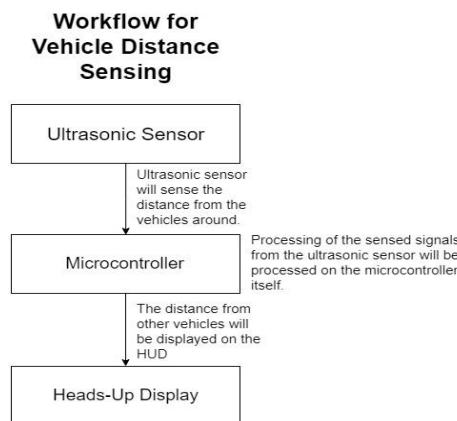 Workflow for
Vehicle Distance
Sensing
Ultrasonic Sensor
Ultrasonic sensor
will sense the
distance from the
vehicles around.
Microcontroller
Processing of the sensed signals
from the ultrasonic sensor will be
processed on the microcontroller
itself.
The distance from
other vehicles will
be displayed on the
HUD
Heads-Up Display